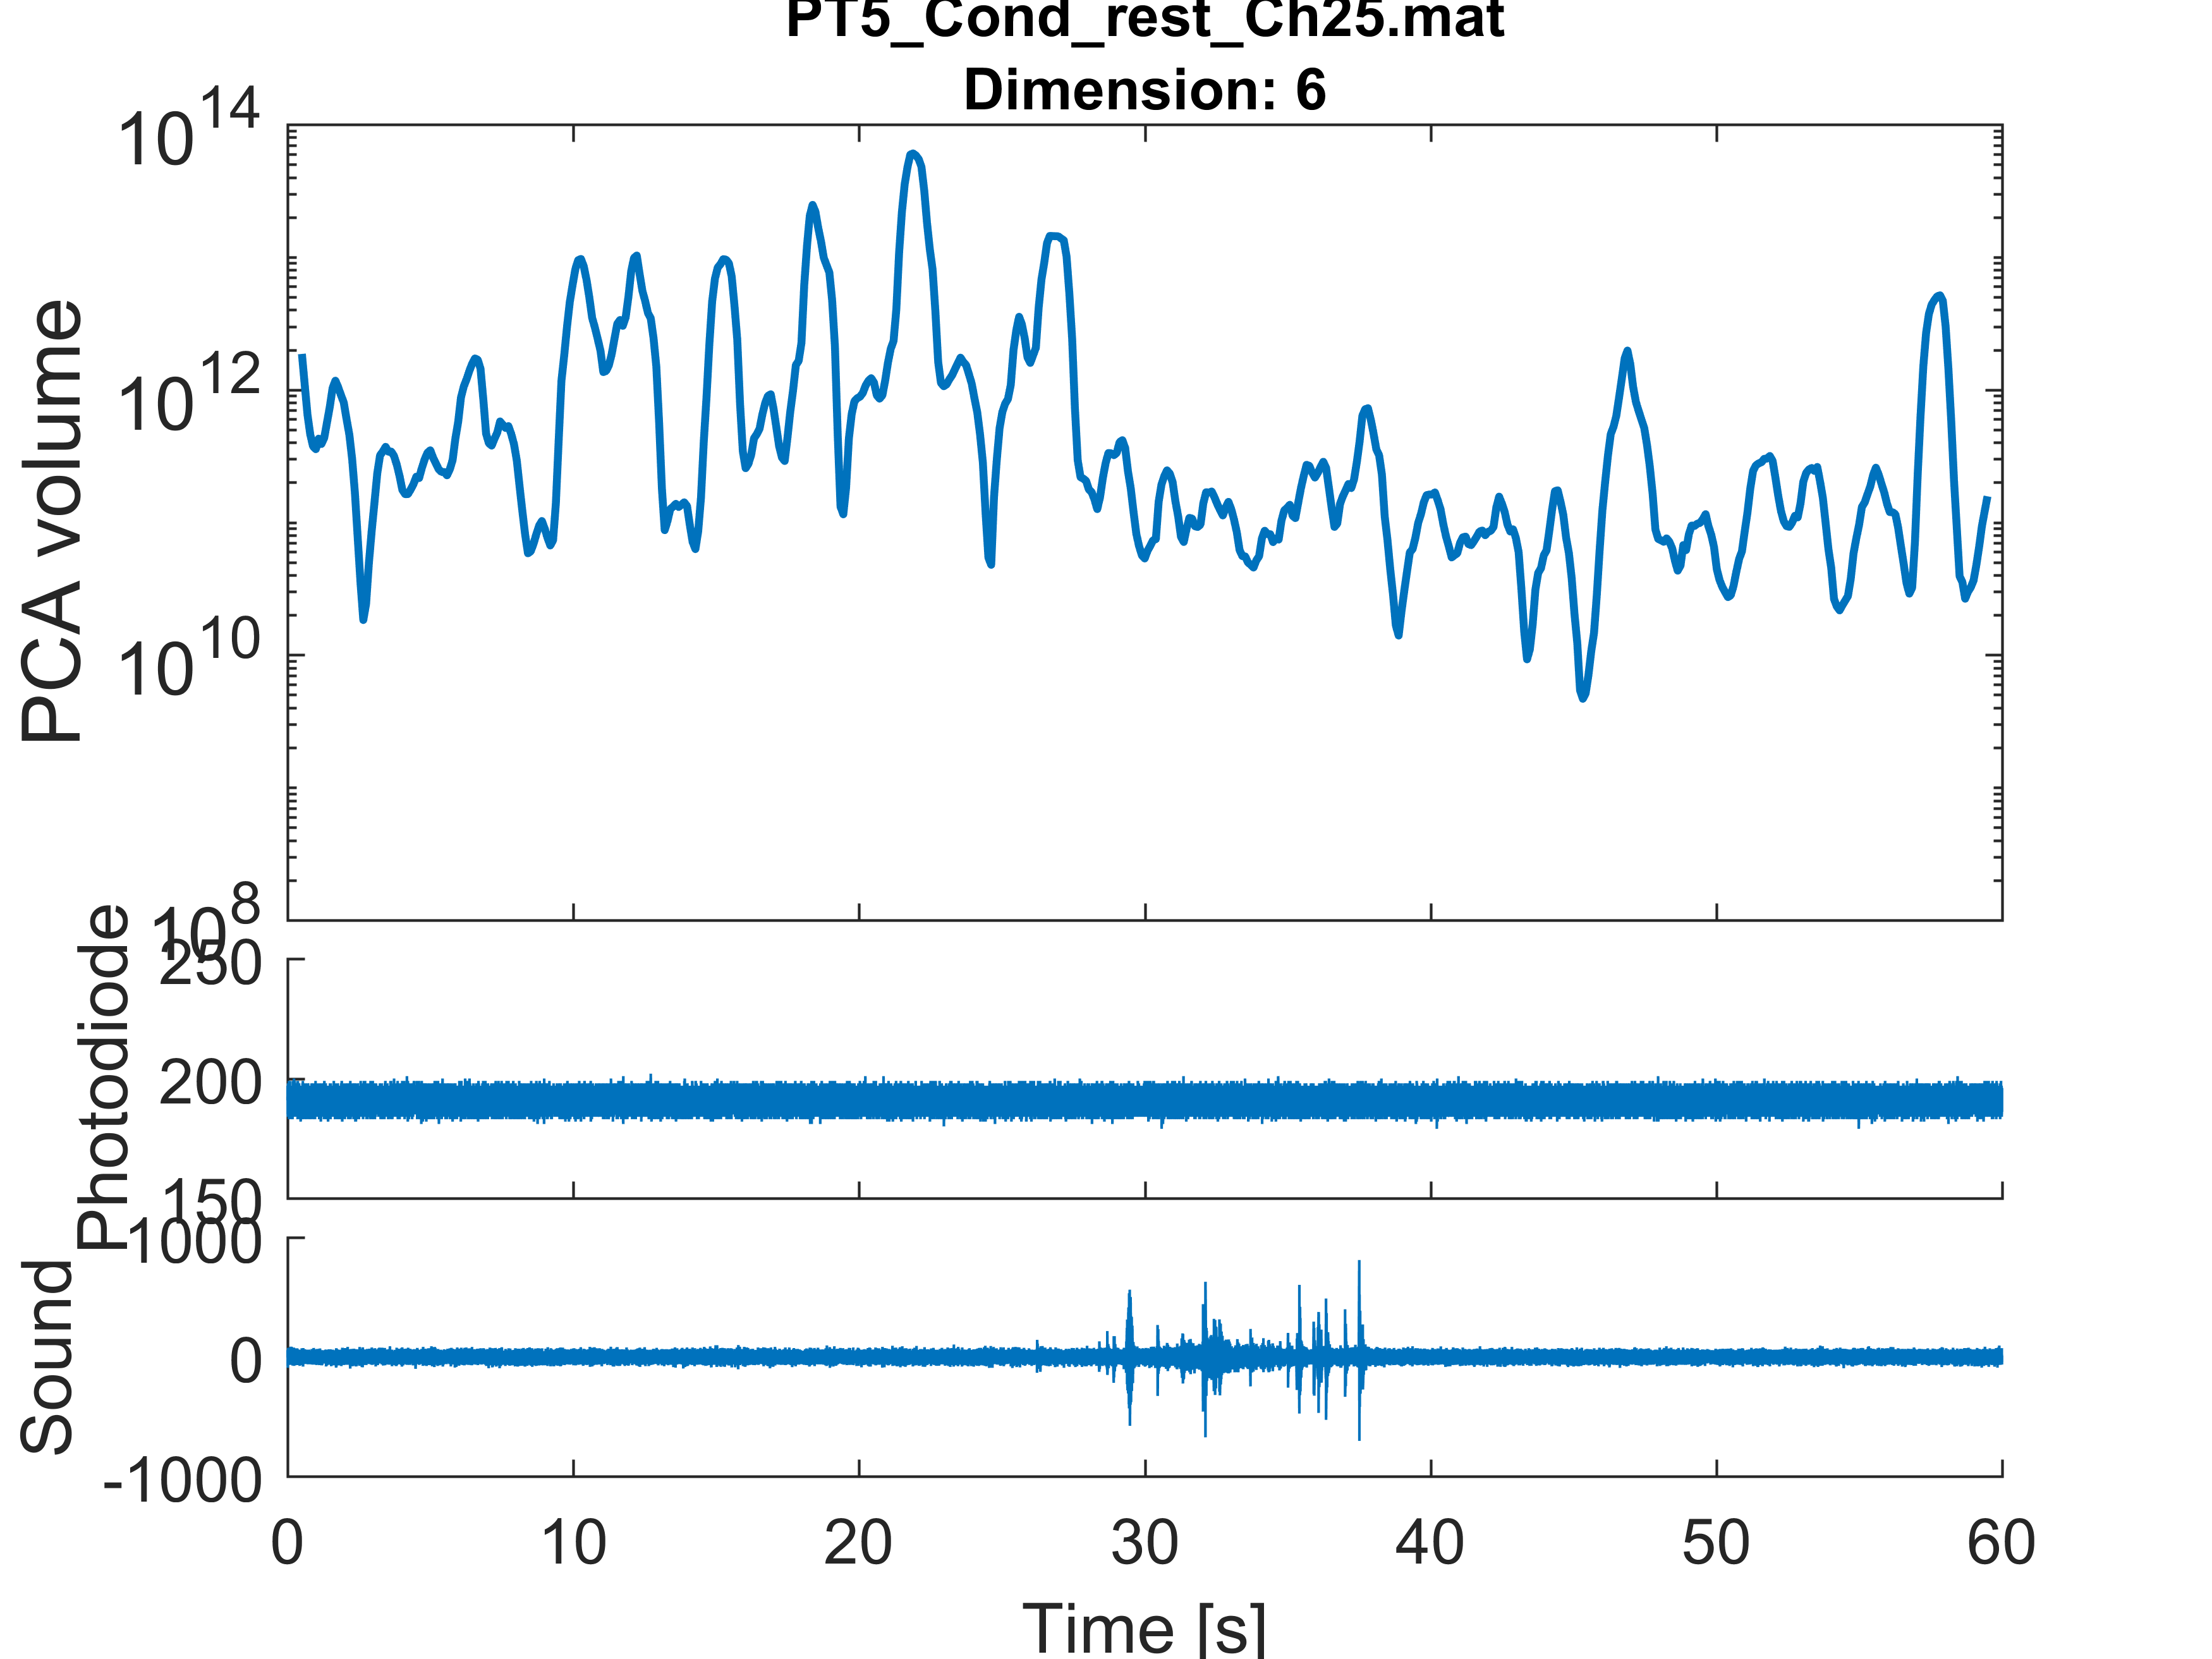 PT5_Cond_rest_Ch25.mat
Dimension: 6
PCA volume
10^14
10^12
10^10
10^8
Photodiode
250
200
150
Sound
1000
0
-1000
0 10 20 30 40 50 60
Time [s]